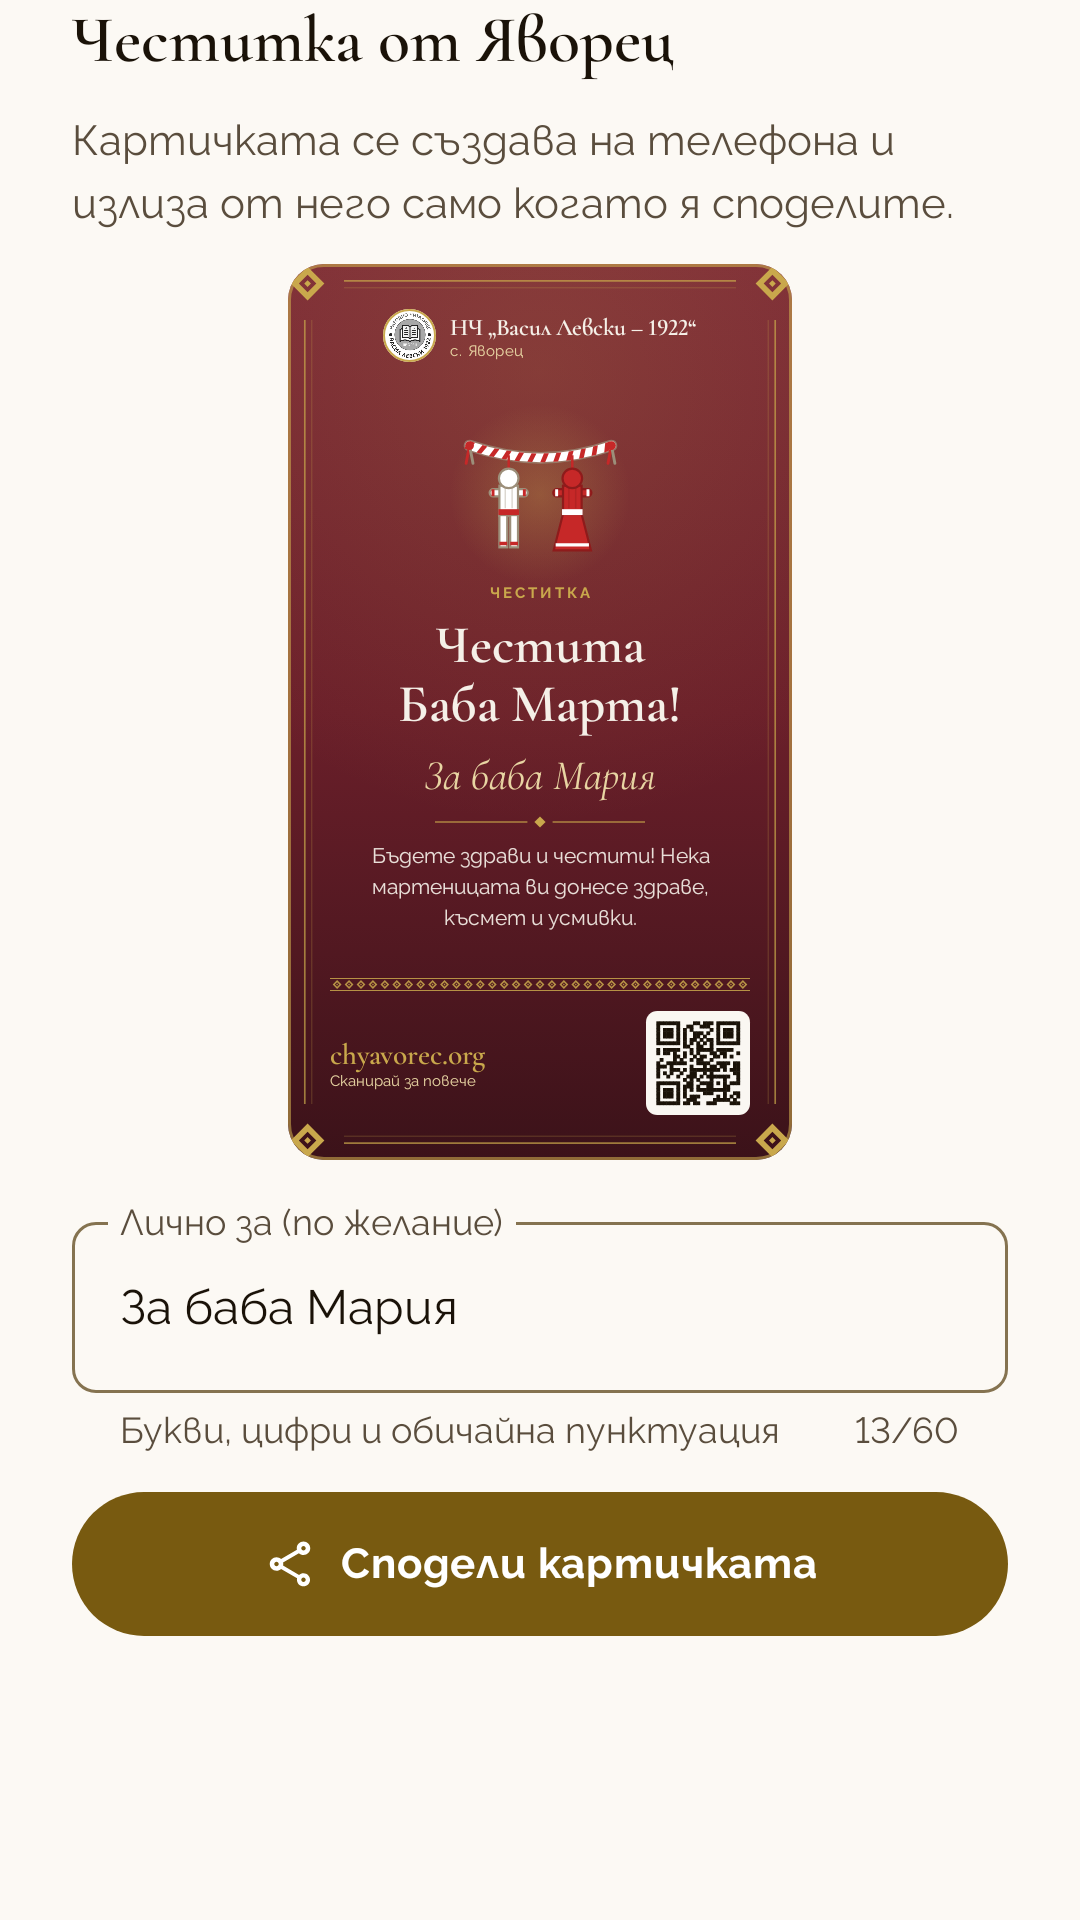 Честитка от Яворец
Картичката се създава на телефона и
излиза от него само когато я споделите.
НЧ „Васил Левски – 1922“
с. Яворец
ЧЕСТИТКА
Честита
Баба Марта!
За баба Мария
Бъдете здрави и честити! Нека
мартеницата ви донесе здраве,
късмет и усмивки.
chyavorec.org
Сканирай за повече
Лично за (по желание)
За баба Мария
Букви, цифри и обичайна пунктуация 13/60
Сподели картичката